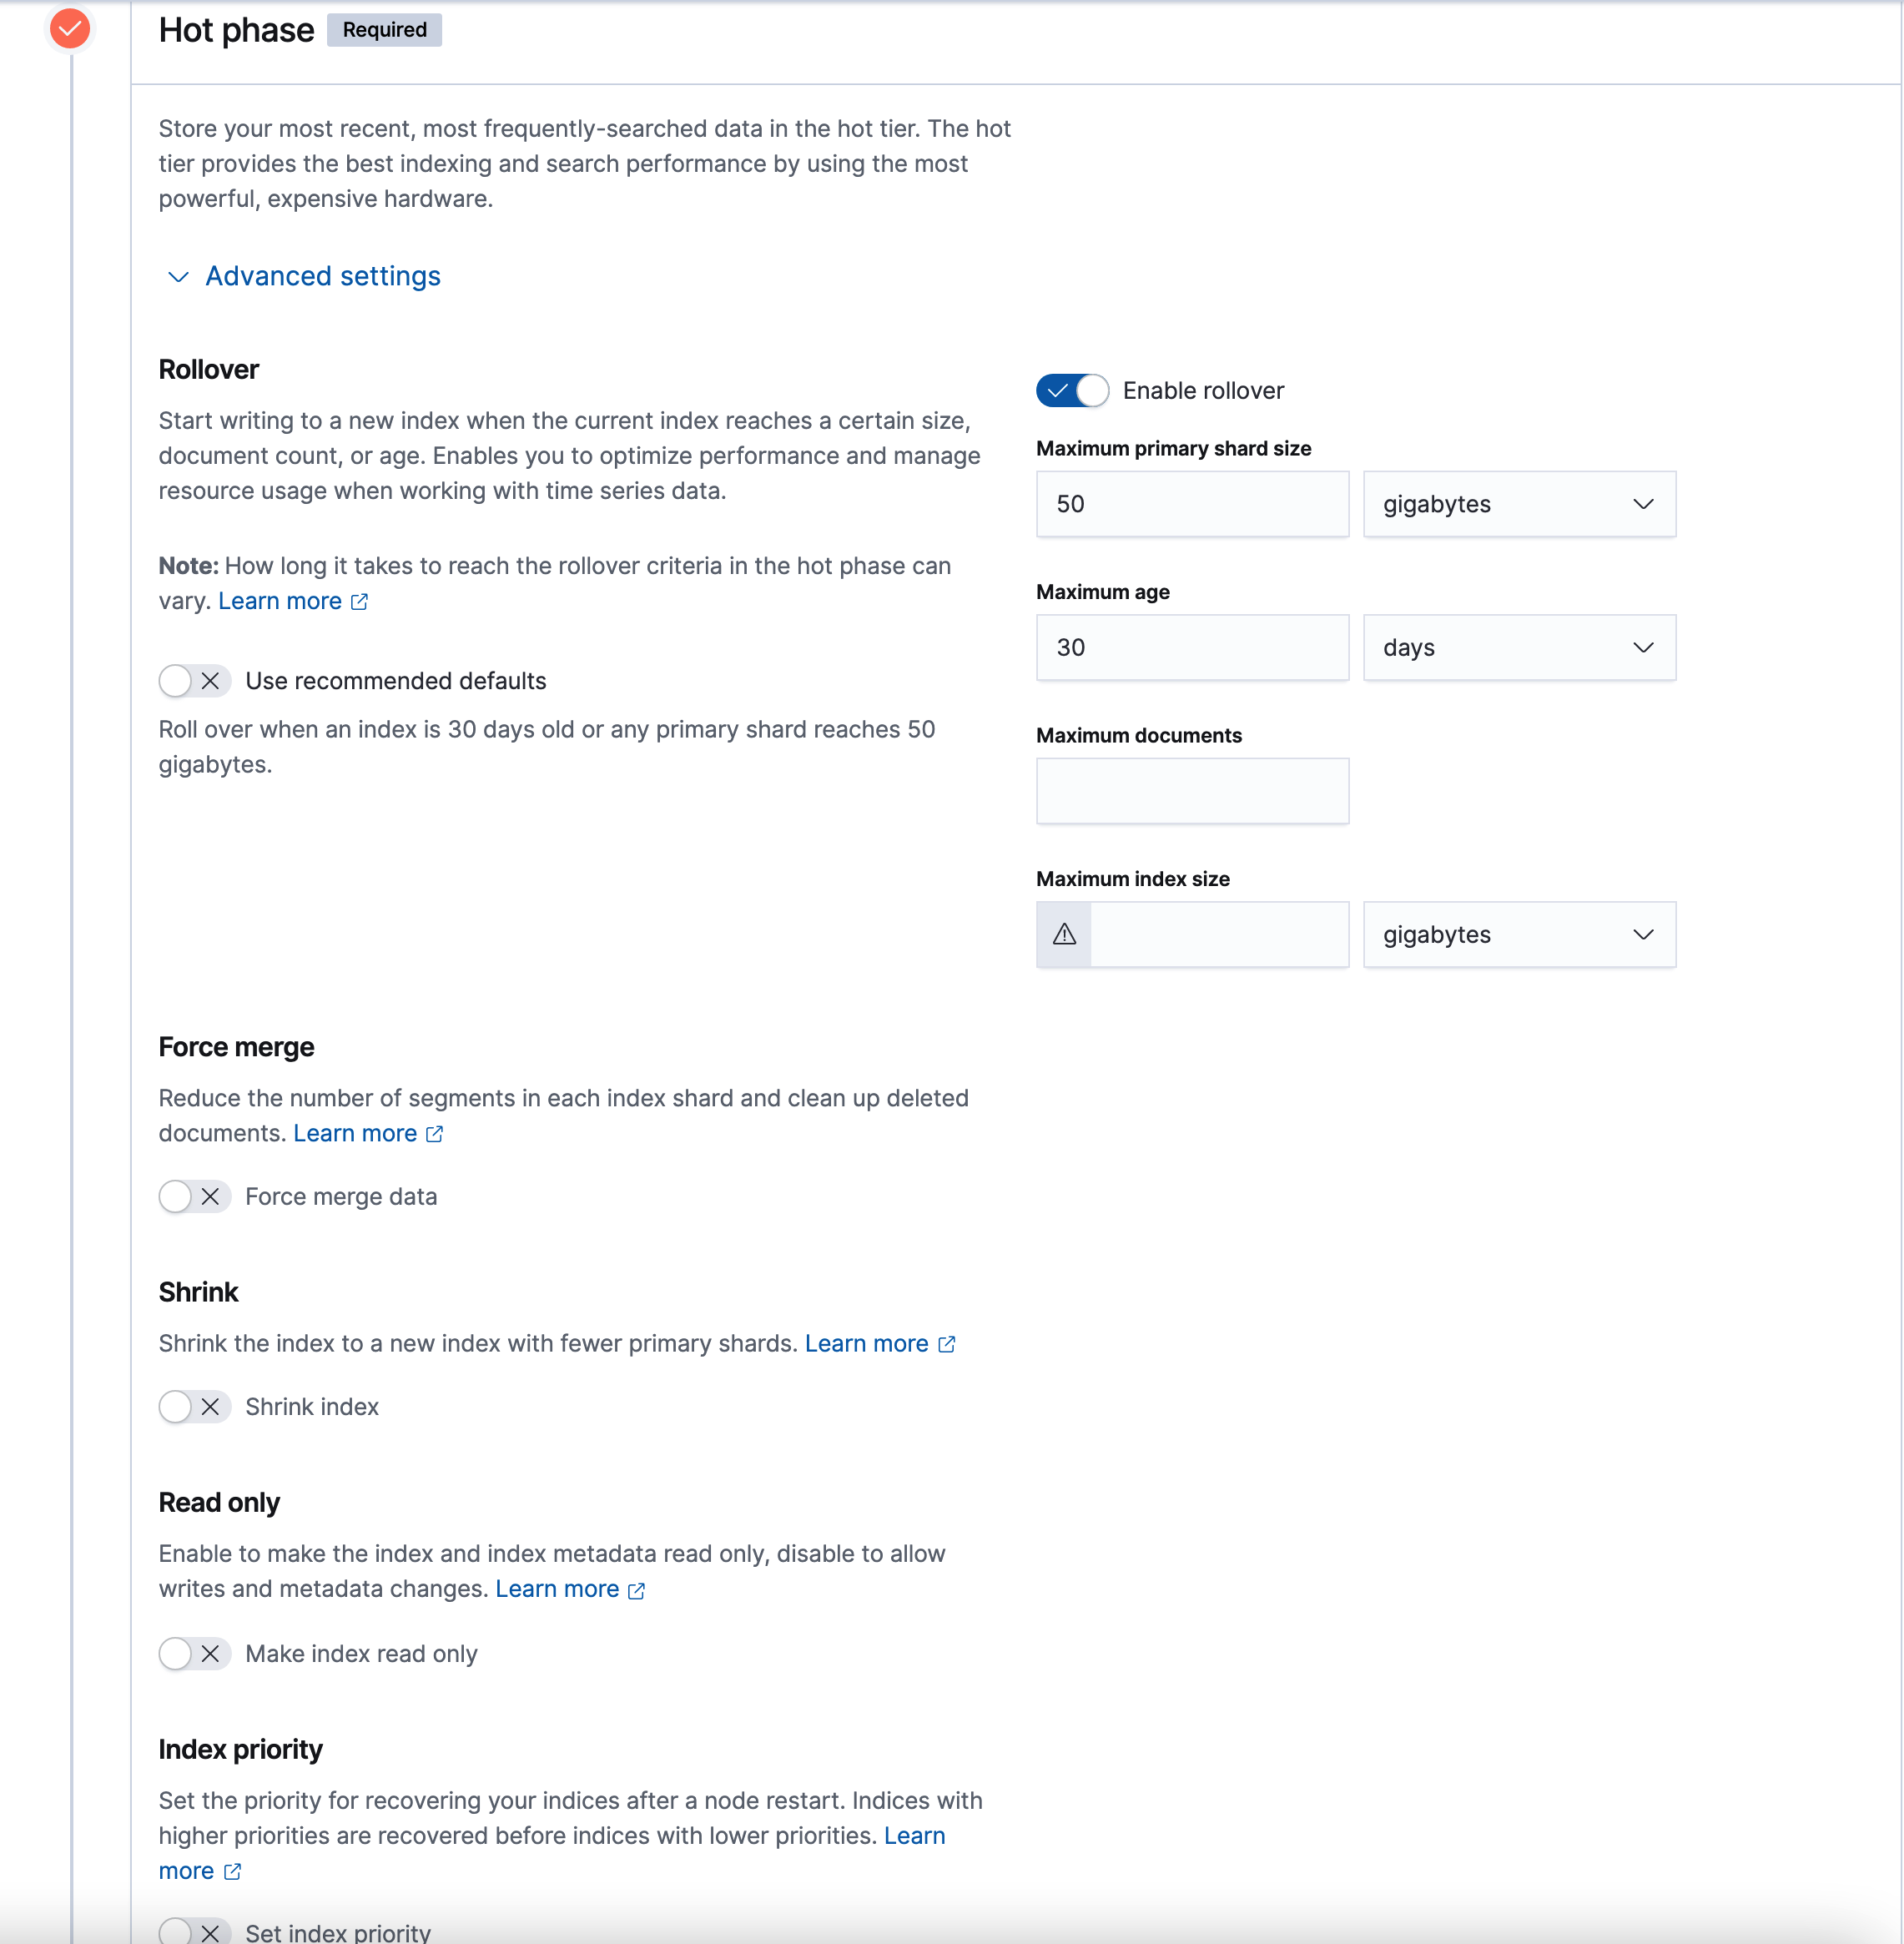 Hot phase Required
Store your most recent, most frequently-searched data in the hot tier. The hot
tier provides the best indexing and search performance by using the most
powerful, expensive hardware.
Advanced settings
Rollover
Start writing to a new index when the current index reaches a certain size,
document count, or age. Enables you to optimize performance and manage
resource usage when working with time series data.
Note: How long it takes to reach the rollover criteria in the hot phase can
vary. Learn more
Use recommended defaults
Roll over when an index is 30 days old or any primary shard reaches 50
gigabytes.
Enable rollover
Maximum primary shard size
50 gigabytes
Maximum age
30 days
Maximum documents
Maximum index size
gigabytes
Force merge
Reduce the number of segments in each index shard and clean up deleted
documents. Learn more
Force merge data
Shrink
Shrink the index to a new index with fewer primary shards. Learn more
Shrink index
Read only
Enable to make the index and index metadata read only, disable to allow
writes and metadata changes. Learn more
Make index read only
Index priority
Set the priority for recovering your indices after a node restart. Indices with
higher priorities are recovered before indices with lower priorities. Learn
more
Set index priority